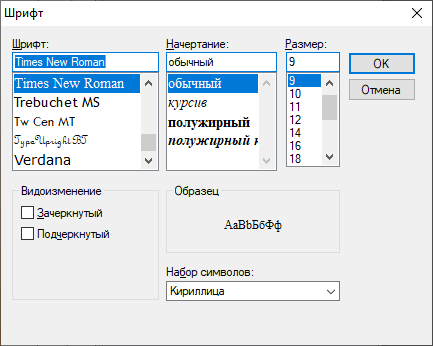 Шрифт
Шрифт: Начертание: Размер:
Times New Roman обычный 9 OK
Times New Roman обычный 9 Отмена
Trebuchet MS курсив 10
Tw Cen MT полужирный 11
TypeUpright BT полужирный к 12
Verdana 14
16
18
Видоизменение Образец
Зачеркнутый
Подчеркнутый
АаВbБбФф
Набор символов:
Кириллица